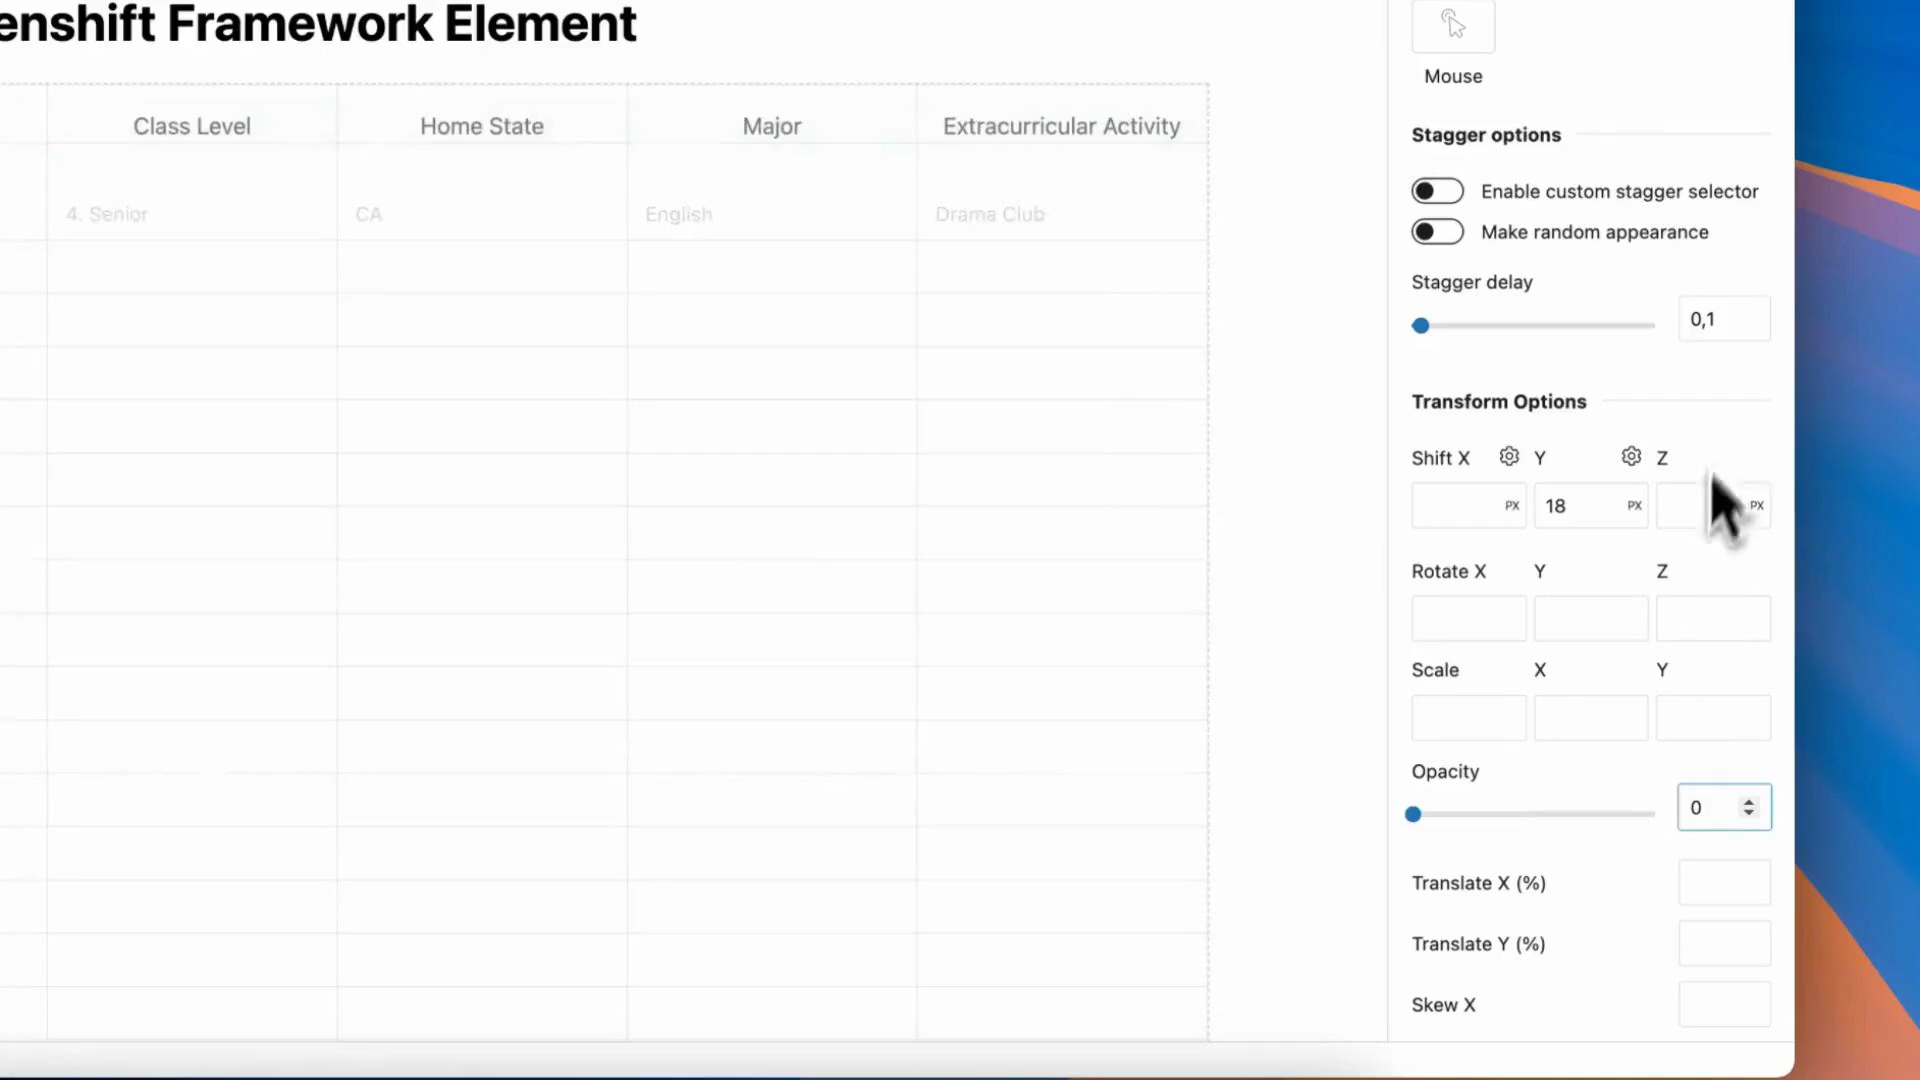 enshift Framework Element
Class Level Home State Major Extracurricular Activity
4. Senior CA English Drama Club
Mouse
Stagger options
Enable custom stagger selector
Make random appearance
Stagger delay
0,1
Transform Options
Shift X Y Z
PX 18 PX PX
Rotate X Y Z
Scale X Y
Opacity
0
Translate X (%)
Translate Y (%)
Skew X